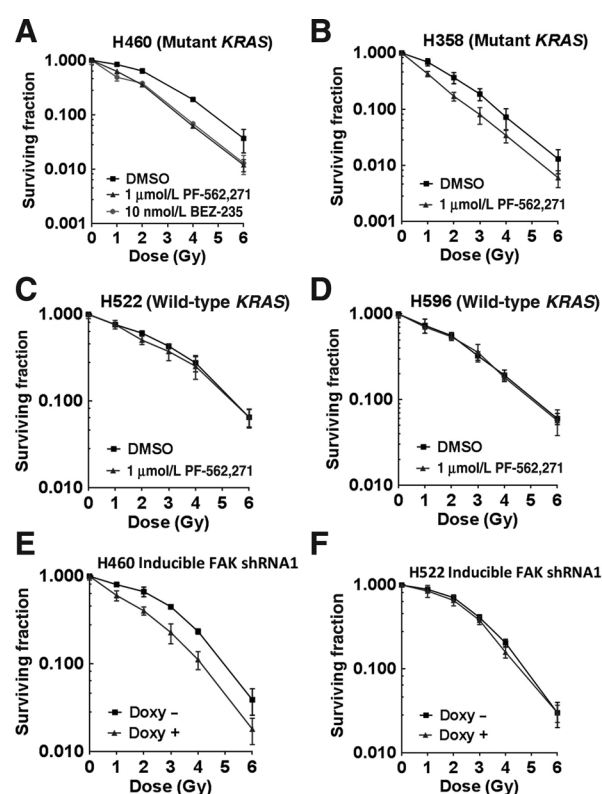 A
H460 (Mutant KRAS)
Surviving fraction
1.000
0.100
0.010
0.001
DMSO
1 μmol/L PF-562,271
10 nmol/L BEZ-235
0 1 2 4 6
Dose (Gy)
B
H358 (Mutant KRAS)
Surviving fraction
1.000
0.100
0.010
0.001
DMSO
1 μmol/L PF-562,271
0 1 2 3 4 6
Dose (Gy)
C
H522 (Wild-type KRAS)
Surviving fraction
1.000
0.100
0.010
DMSO
1 μmol/L PF-562,271
0 1 2 3 4 5 6
Dose (Gy)
D
H596 (Wild-type KRAS)
Surviving fraction
1.000
0.100
0.010
DMSO
1 μmol/L PF-562,271
0 1 2 3 4 5 6
Dose (Gy)
E
H460 Inducible FAK shRNA1
Surviving fraction
1.000
0.100
0.010
Doxy –
Doxy +
0 1 2 3 4 5 6
Dose (Gy)
F
H522 Inducible FAK shRNA1
Surviving fraction
1.000
0.100
0.010
Doxy –
Doxy +
0 1 2 3 4 5 6
Dose (Gy)